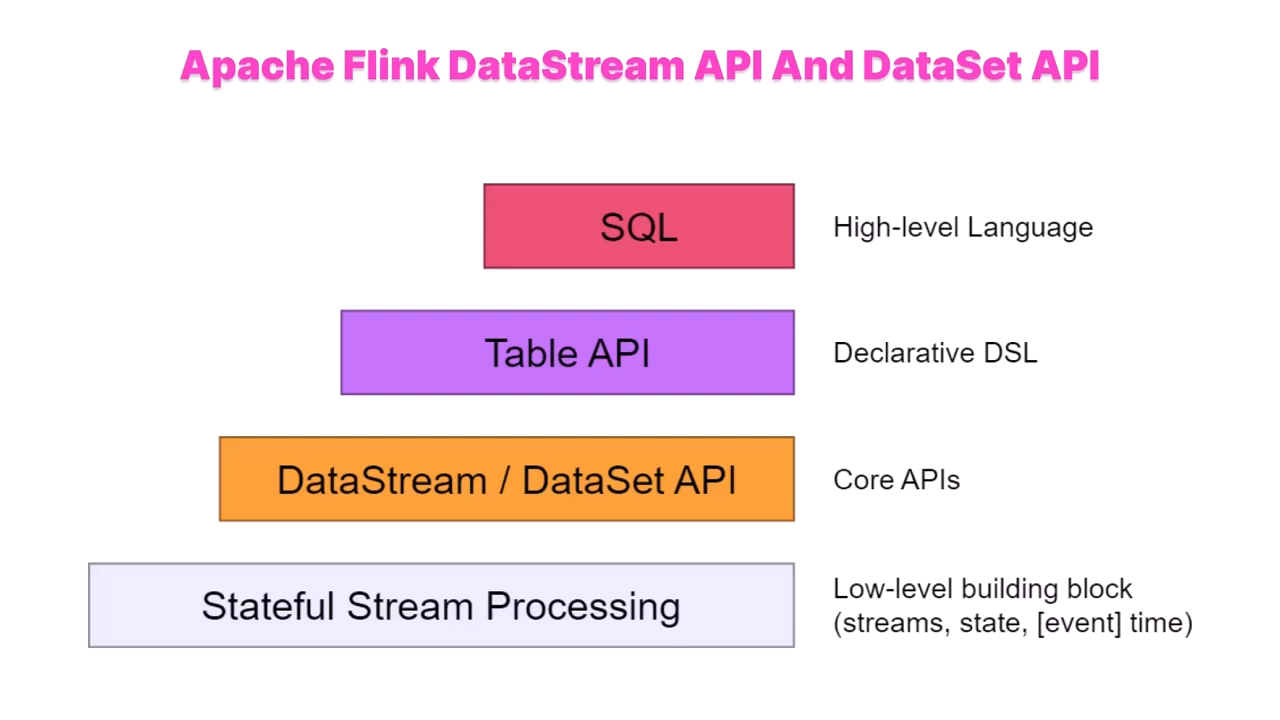 Apache Flink DataStream API And DataSet API
SQL
High-level Language
Table API
Declarative DSL
DataStream / DataSet API
Core APIs
Stateful Stream Processing
Low-level building block
(streams, state, [event] time)